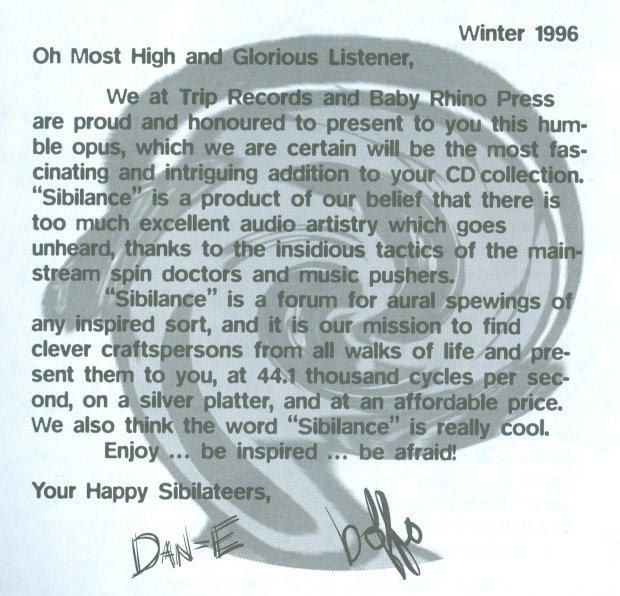 Winter 1996
Oh Most High and Glorious Listener,
We at Trip Records and Baby Rhino Press
are proud and honoured to present to you this hum-
ble opus, which we are certain will be the most fas-
cinating and intriguing addition to your CD collection.
“Sibilance” is a product of our belief that there is
too much excellent audio artistry which goes
unheard, thanks to the insidious tactics of the main-
stream spin doctors and music pushers.
“Sibilance” is a forum for aural spewings of
any inspired sort, and it is our mission to find
clever craftspersons from all walks of life and pre-
sent them to you, at 44.1 thousand cycles per sec-
ond, on a silver platter, and at an affordable price.
We also think the word “Sibilance” is really cool.
Enjoy ... be inspired ... be afraid!
Your Happy Sibilateers,
DAN-E boffo